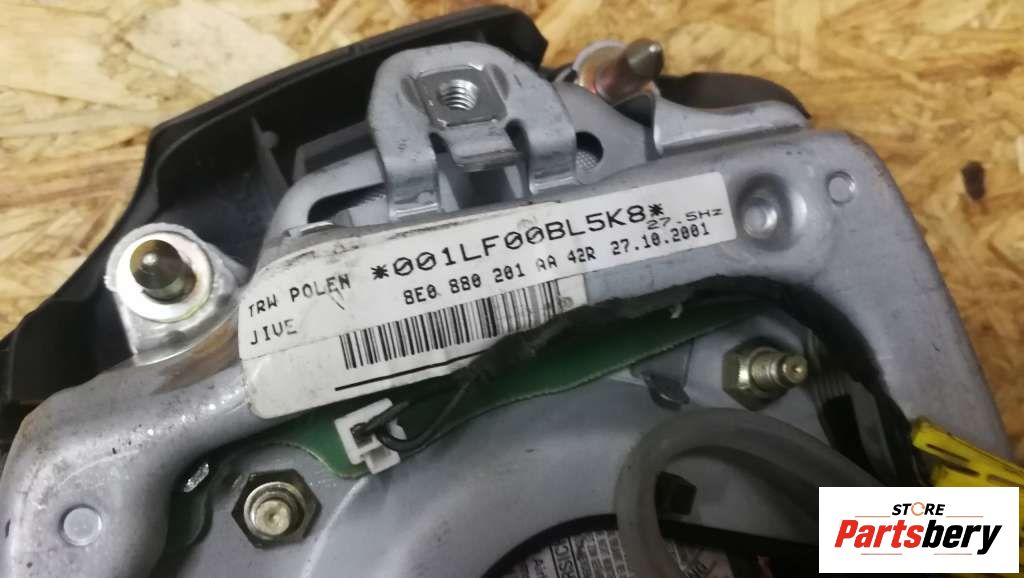 *001LF00BL5K8*
27.5Hz
TRW POLEN
8E0 880 201 AA 42R 27.10.2001
JIVE
STORE
Partsbery